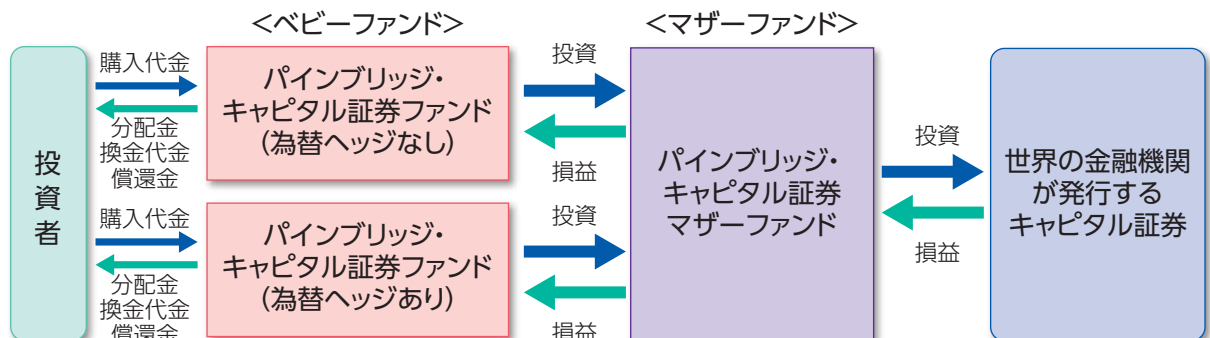 <ベビーファンド>
<マザーファンド>
投資者
購入代金
分配金
換金代金
償還金
パインブリッジ・
キャピタル証券ファンド
(為替ヘッジなし)
投資
損益
購入代金
分配金
換金代金
償還金
パインブリッジ・
キャピタル証券ファンド
(為替ヘッジあり)
投資
損益
パインブリッジ・
キャピタル証券
マザーファンド
投資
損益
世界の金融機関
が発行する
キャピタル証券